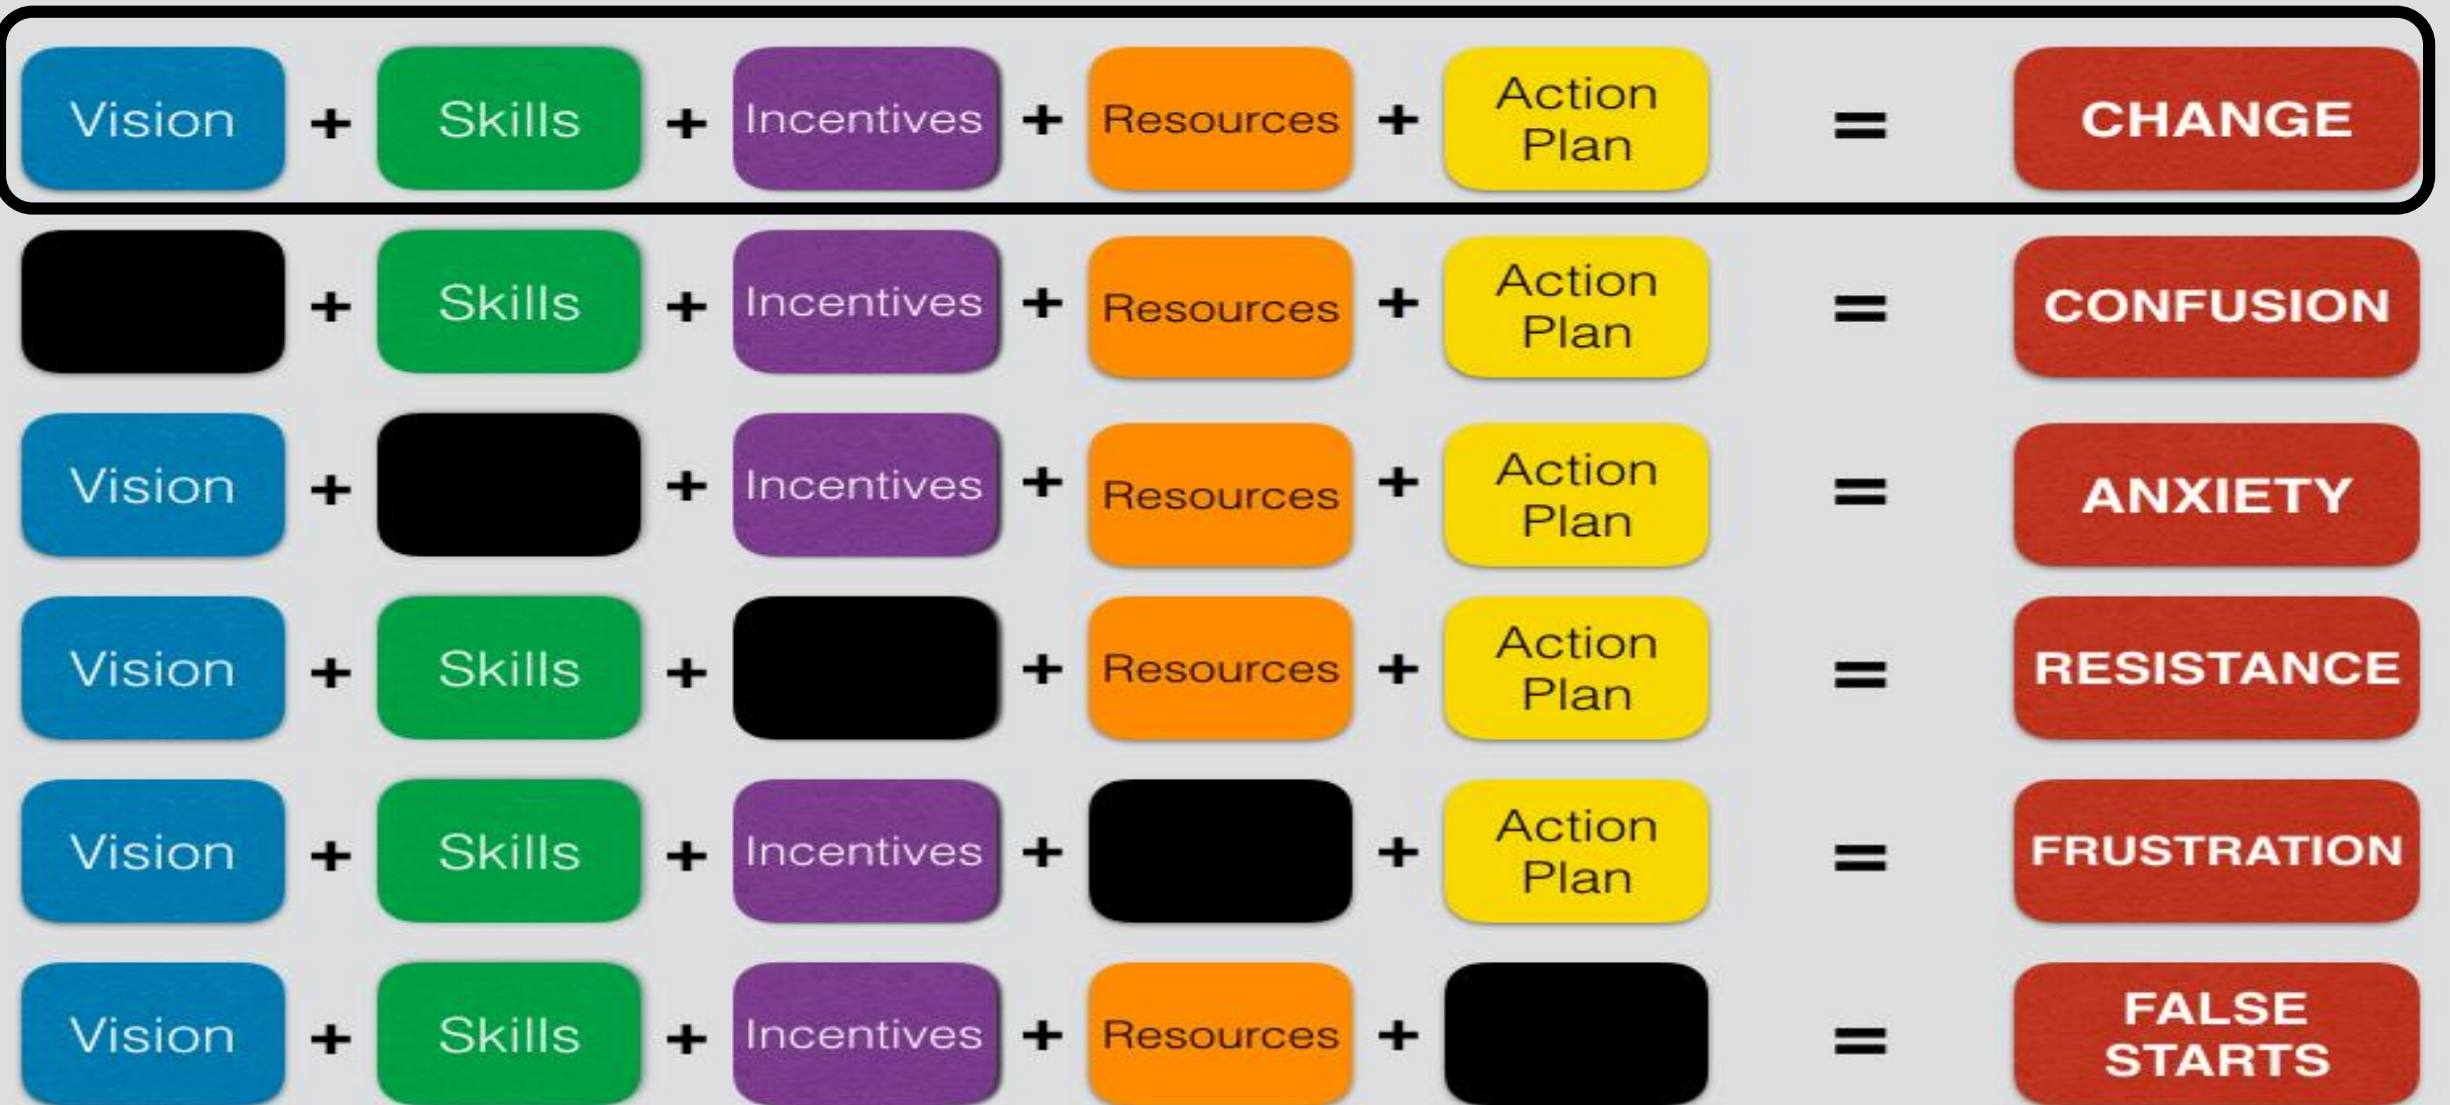 Vision + Skills + Incentives + Resources + Action Plan = CHANGE
+ Skills + Incentives + Resources + Action Plan = CONFUSION
Vision + + Incentives + Resources + Action Plan = ANXIETY
Vision + Skills + + Resources + Action Plan = RESISTANCE
Vision + Skills + Incentives + + Action Plan = FRUSTRATION
Vision + Skills + Incentives + Resources + = FALSE STARTS